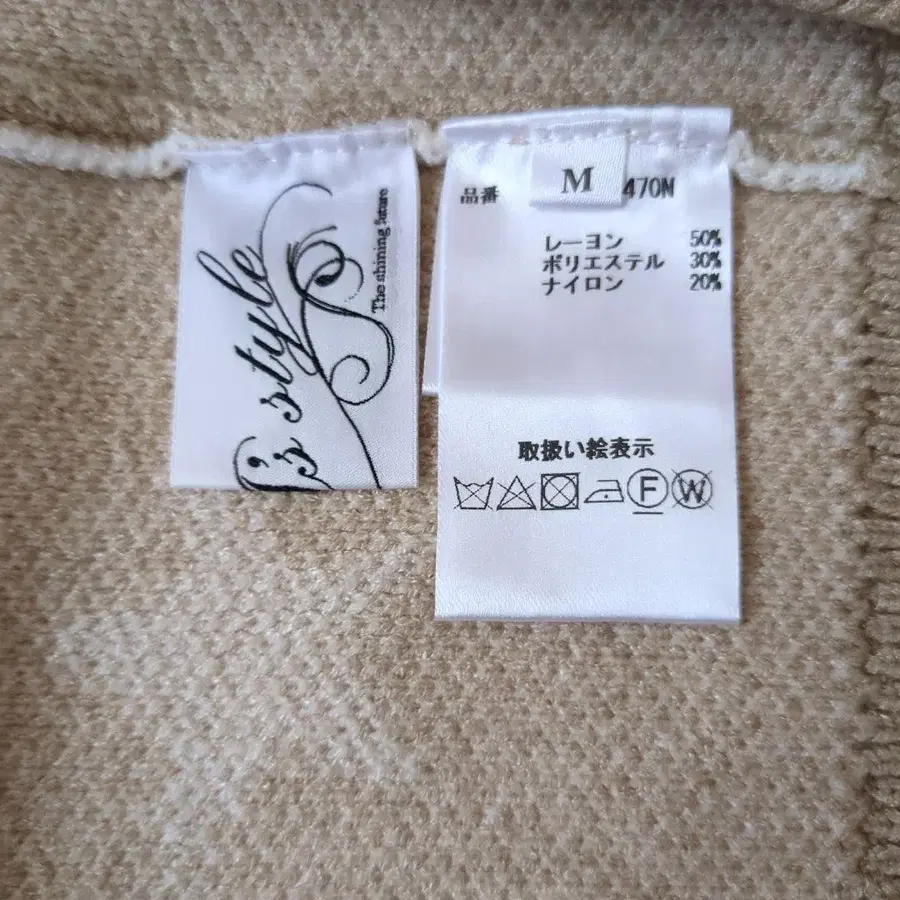 's style
The shining future
M
品番 470N
レーヨン 50%
ポリエステル 30%
ナイロン 20%
取扱い絵表示
F W